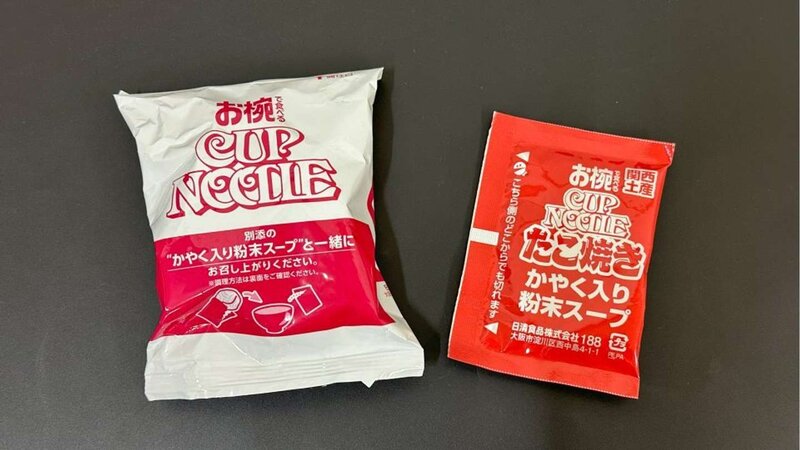 お椀で食べる
CUP
NOODLE
別添の
"かやく入り粉末スープ"と一緒に
お召し上がりください。
※調理方法は裏面をご確認ください。
お椀で食べる
関西
土産
CUP
NOODLE
たこ焼き
かやく入り
粉末スープ
日清食品株式会社 188
大阪市淀川区西中島4-1-1
プラ
PE,PA
こちら側のどこからでも切れます